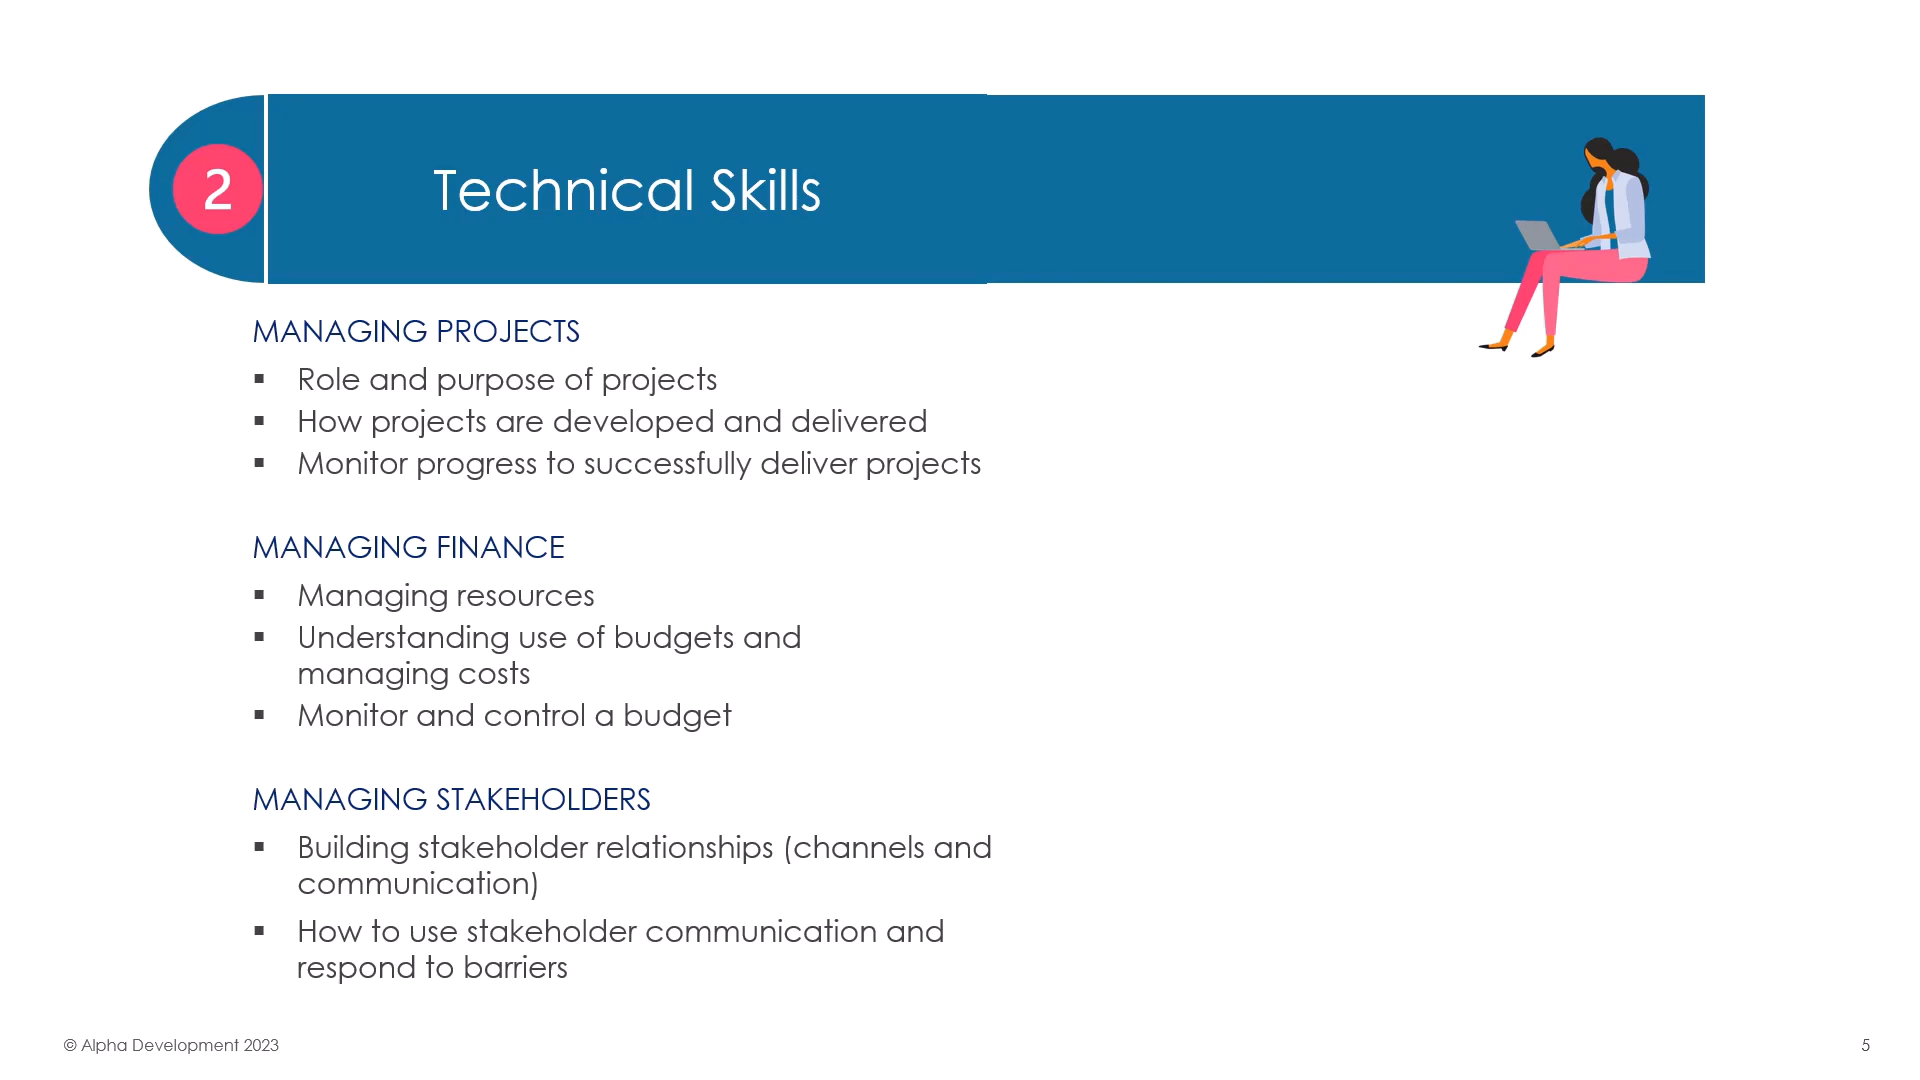 2
Technical Skills
MANAGING PROJECTS
▪ Role and purpose of projects
▪ How projects are developed and delivered
▪ Monitor progress to successfully deliver projects
MANAGING FINANCE
▪ Managing resources
▪ Understanding use of budgets and
managing costs
▪ Monitor and control a budget
MANAGING STAKEHOLDERS
▪ Building stakeholder relationships (channels and
communication)
▪ How to use stakeholder communication and
respond to barriers
© Alpha Development 2023
5